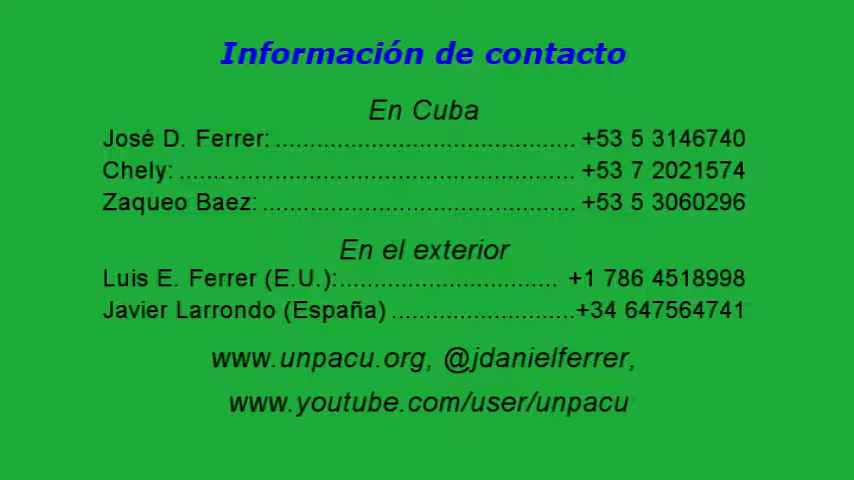 Información de contacto
En Cuba
José D. Ferrer:............................................ +53 5 3146740
Chely:.......................................................... +53 7 2021574
Zaqueo Baez:.............................................. +53 5 3060296
En el exterior
Luis E. Ferrer (E.U.):................................ +1 786 4518998
Javier Larrondo (España) ...........................+34 647564741
www.unpacu.org, @jdanielferrer,
www.youtube.com/user/unpacu